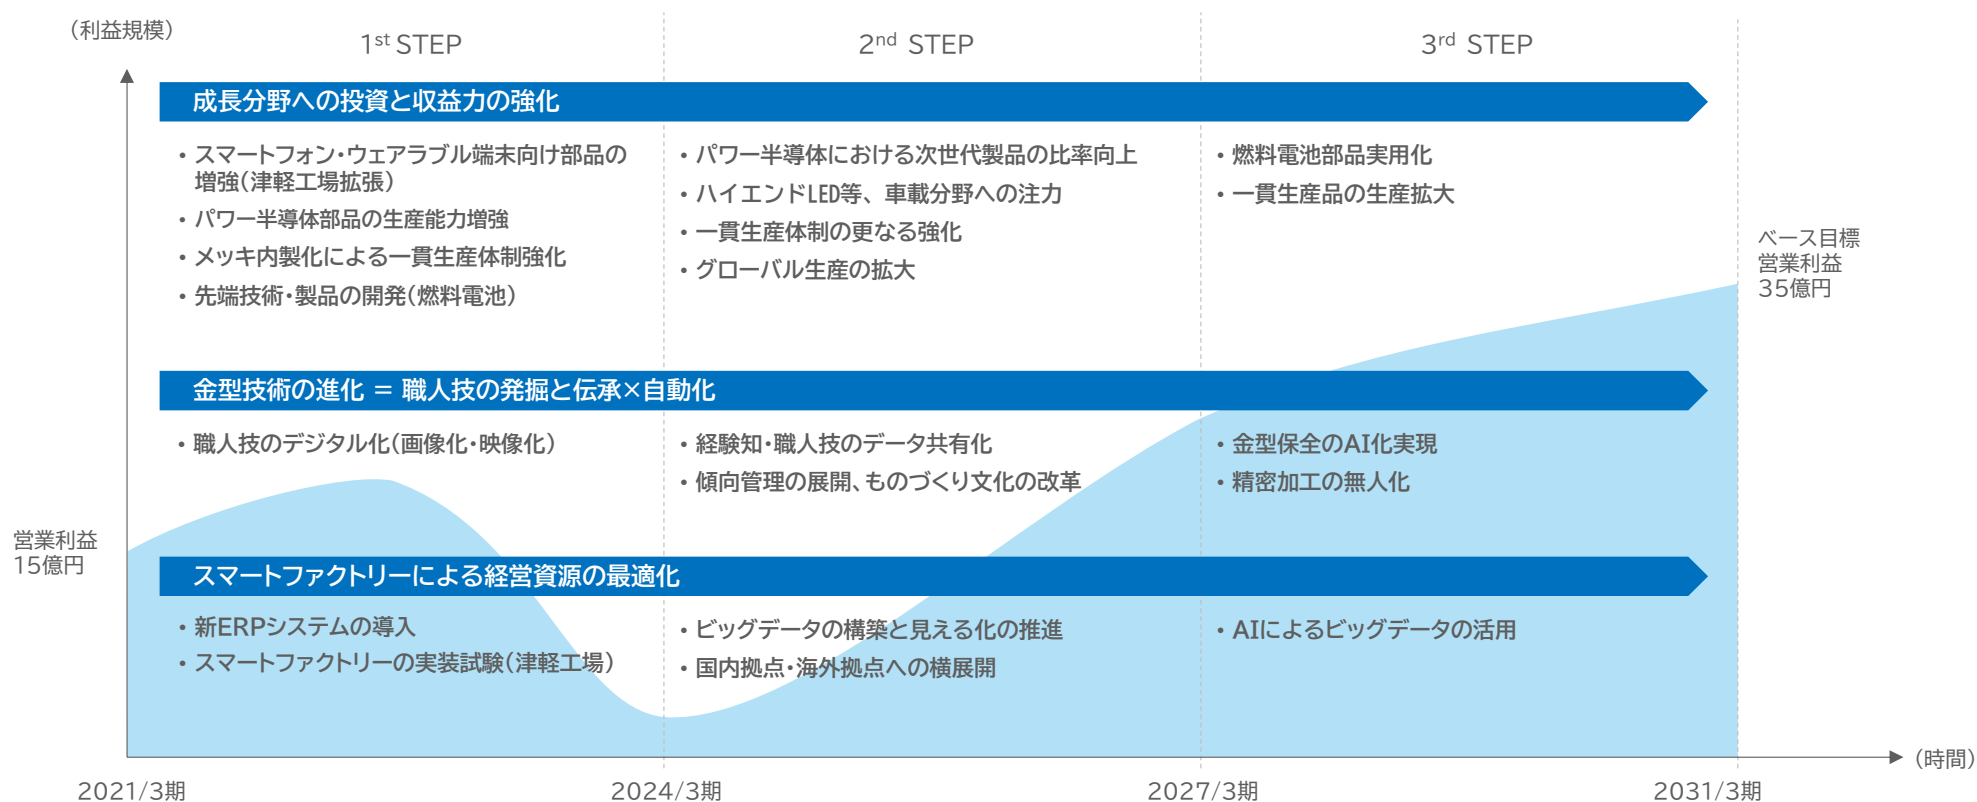 （利益規模）
1st STEP
2nd STEP
3rd STEP
成長分野への投資と収益力の強化
・スマートフォン・ウェアラブル端末向け部品の
増強（津軽工場拡張）
・パワー半導体部品の生産能力増強
・メッキ内製化による一貫生産体制強化
・先端技術・製品の開発（燃料電池）
・パワー半導体における次世代製品の比率向上
・ハイエンドLED等、車載分野への注力
・一貫生産体制の更なる強化
・グローバル生産の拡大
・燃料電池部品実用化
・一貫生産品の生産拡大
ベース目標
営業利益
35億円
金型技術の進化 ＝ 職人技の発掘と伝承×自動化
・職人技のデジタル化（画像化・映像化）
・経験知・職人技のデータ共有化
・傾向管理の展開、ものづくり文化の改革
・金型保全のAI化実現
・精密加工の無人化
営業利益
15億円
スマートファクトリーによる経営資源の最適化
・新ERPシステムの導入
・スマートファクトリーの実装試験（津軽工場）
・ビッグデータの構築と見える化の推進
・国内拠点・海外拠点への横展開
・AIによるビッグデータの活用
（時間）
2021/3期
2024/3期
2027/3期
2031/3期